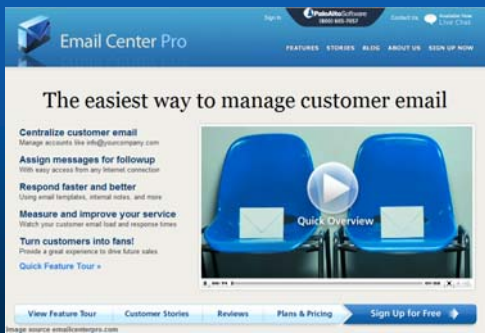 Sign In
PaloAltoSoftware
(800) 605-7057
Contact Us
Available Now
Live Chat
Email Center Pro
FEATURES STORIES BLOG ABOUT US SIGN UP NOW
The easiest way to manage customer email
Centralize customer email
Manage accounts like info@yourcompany.com
Assign messages for followup
With easy access from any Internet connection
Respond faster and better
Using email templates, internal notes, and more
Measure and improve your service
Watch your customer email load and response times
Turn customers into fans!
Provide a great experience to drive future sales
Quick Feature Tour »
Quick Overview
View Feature Tour Customer Stories Reviews Plans & Pricing Sign Up for Free
Image source emailcenterpro.com